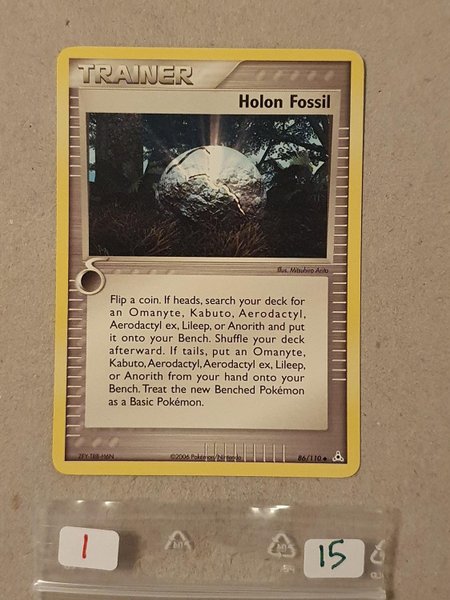 TRAINER
Holon Fossil
Illus. Mitsuhiro Arita
Flip a coin. If heads, search your deck for
an Omanyte, Kabuto, Aerodactyl,
Aerodactyl ex, Lileep, or Anorith and put
it onto your Bench. Shuffle your deck
afterward. If tails, put an Omanyte,
Kabuto, Aerodactyl, Aerodactyl ex, Lileep,
or Anorith from your hand onto your
Bench. Treat the new Benched Pokémon
as a Basic Pokémon.
©2006 Pokémon/Nintendo
86/110
1
15